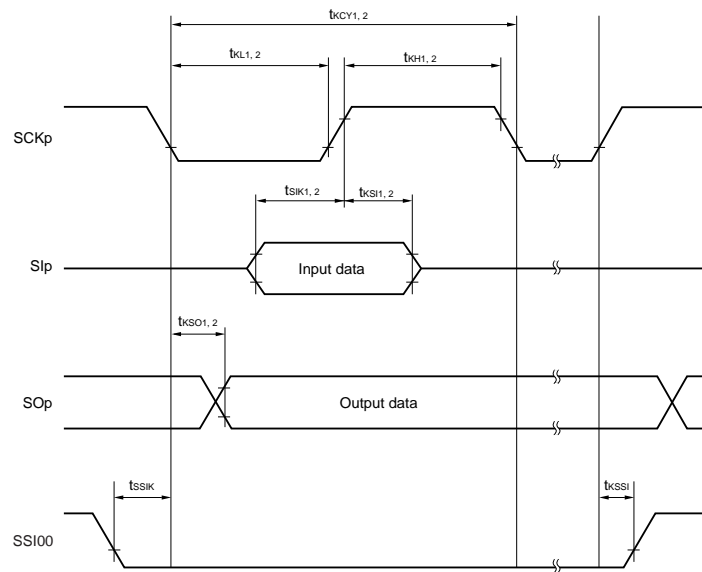 tKCY1, 2
tKL1, 2
tKH1, 2
SCKp
tSIK1, 2
tKSI1, 2
SIp
Input data
tKSO1, 2
SOp
Output data
tSSIK
tKSSI
SSI00